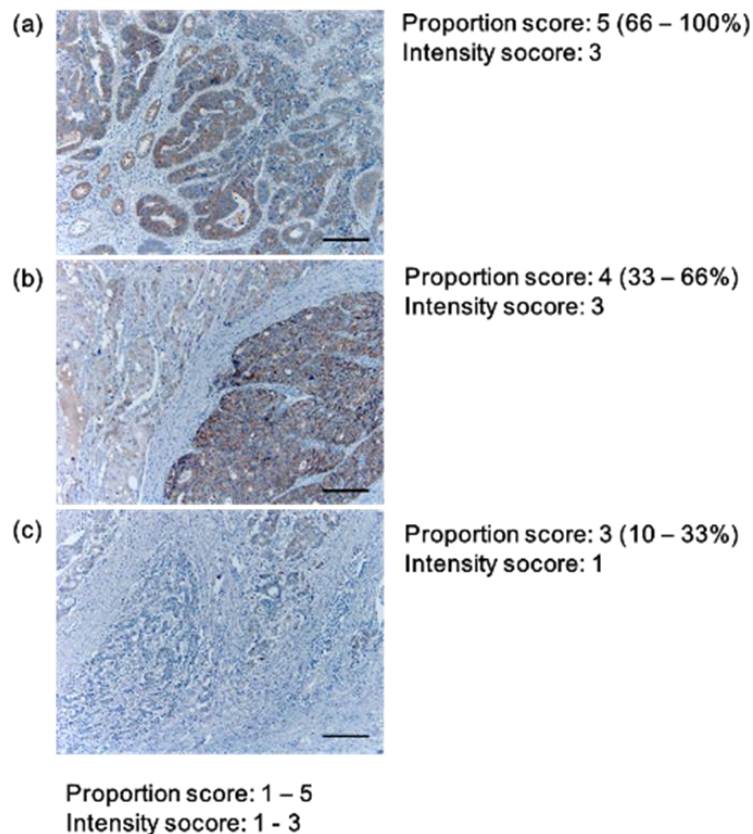 (a)
Proportion score: 5 (66 – 100%)
Intensity socore: 3
(b)
Proportion score: 4 (33 – 66%)
Intensity socore: 3
(c)
Proportion score: 3 (10 – 33%)
Intensity socore: 1
Proportion score: 1 – 5
Intensity socore: 1 - 3